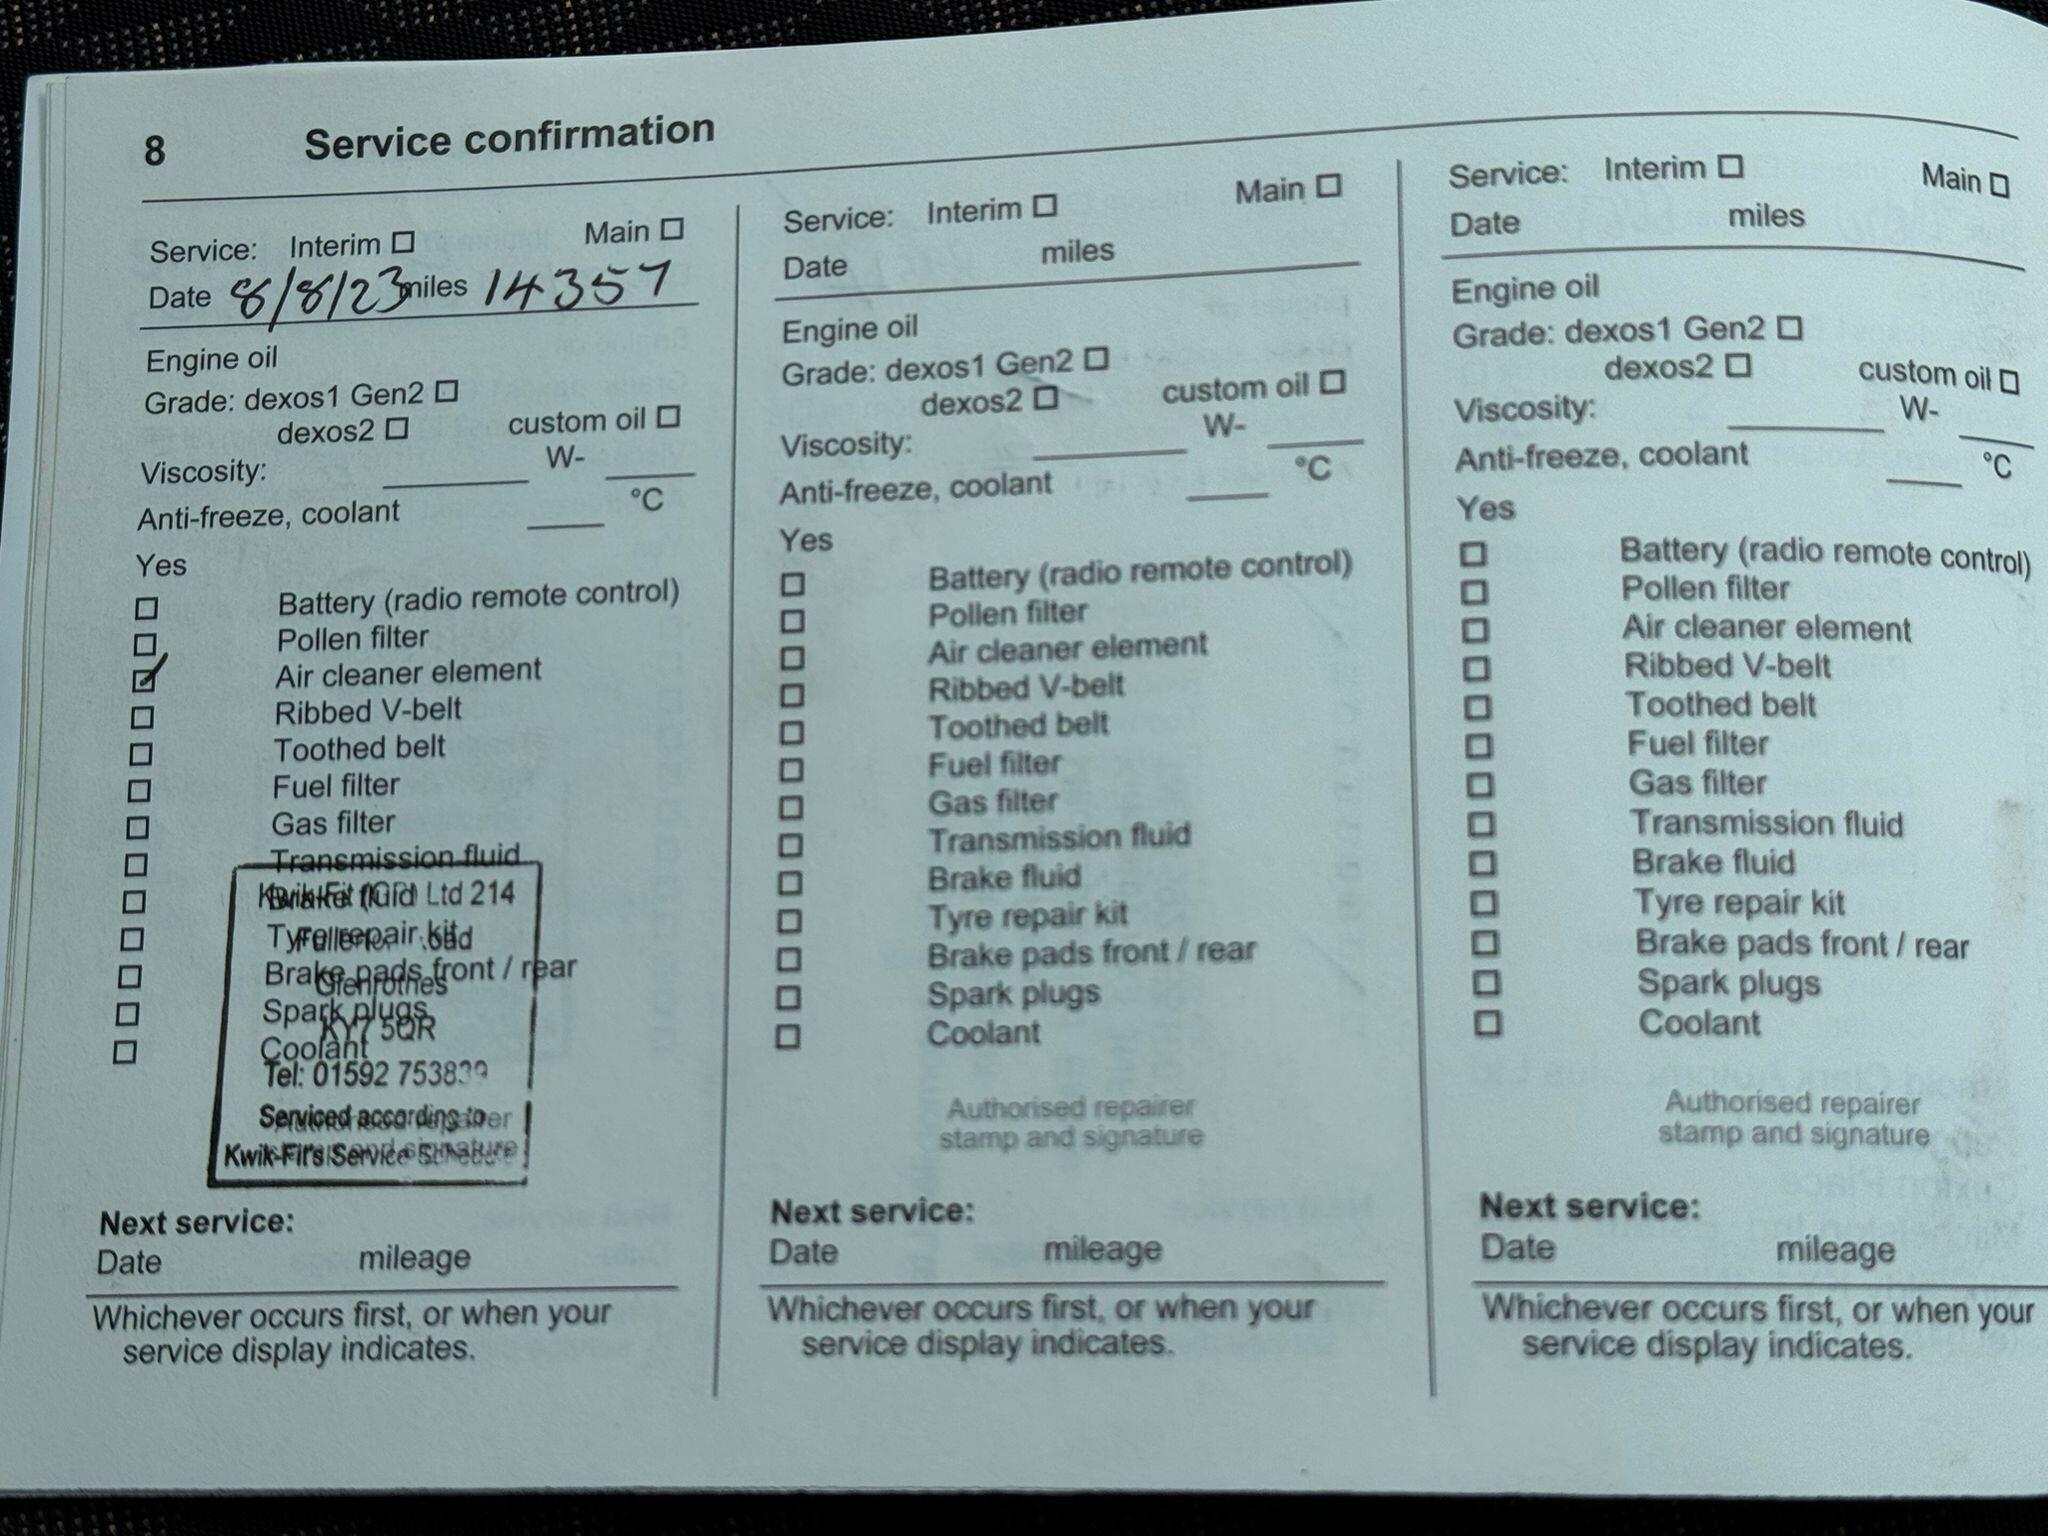 8 Service confirmation
Service: Interim ☐ Main ☐
Date 8/8/23 miles 14357
Engine oil
Grade: dexos1 Gen2 ☐
dexos2 ☐ custom oil ☐
Viscosity: W-
Anti-freeze, coolant °C
Yes
☐ Battery (radio remote control)
☐ Pollen filter
☑ Air cleaner element
☐ Ribbed V-belt
☐ Toothed belt
☐ Fuel filter
☐ Gas filter
☐ Transmission fluid
☐ Brake fluid
☐ Tyre repair kit
☐ Brake pads front / rear
☐ Spark plugs
☐ Coolant
Kwik-Fit (GB) Ltd 214
Glenrothes
KY7 5QR
Tel: 01592 753839
Serviced according to
Kwik-Fit's Service Schedule
Authorised repairer
stamp and signature
Next service:
Date mileage
Whichever occurs first, or when your
service display indicates.
Service: Interim ☐ Main ☐
Date miles
Engine oil
Grade: dexos1 Gen2 ☐
dexos2 ☐ custom oil ☐
Viscosity: W-
Anti-freeze, coolant °C
Yes
☐ Battery (radio remote control)
☐ Pollen filter
☐ Air cleaner element
☐ Ribbed V-belt
☐ Toothed belt
☐ Fuel filter
☐ Gas filter
☐ Transmission fluid
☐ Brake fluid
☐ Tyre repair kit
☐ Brake pads front / rear
☐ Spark plugs
☐ Coolant
Authorised repairer
stamp and signature
Next service:
Date mileage
Whichever occurs first, or when your
service display indicates.
Service: Interim ☐ Main ☐
Date miles
Engine oil
Grade: dexos1 Gen2 ☐
dexos2 ☐ custom oil ☐
Viscosity: W-
Anti-freeze, coolant °C
Yes
☐ Battery (radio remote control)
☐ Pollen filter
☐ Air cleaner element
☐ Ribbed V-belt
☐ Toothed belt
☐ Fuel filter
☐ Gas filter
☐ Transmission fluid
☐ Brake fluid
☐ Tyre repair kit
☐ Brake pads front / rear
☐ Spark plugs
☐ Coolant
Authorised repairer
stamp and signature
Next service:
Date mileage
Whichever occurs first, or when your
service display indicates.